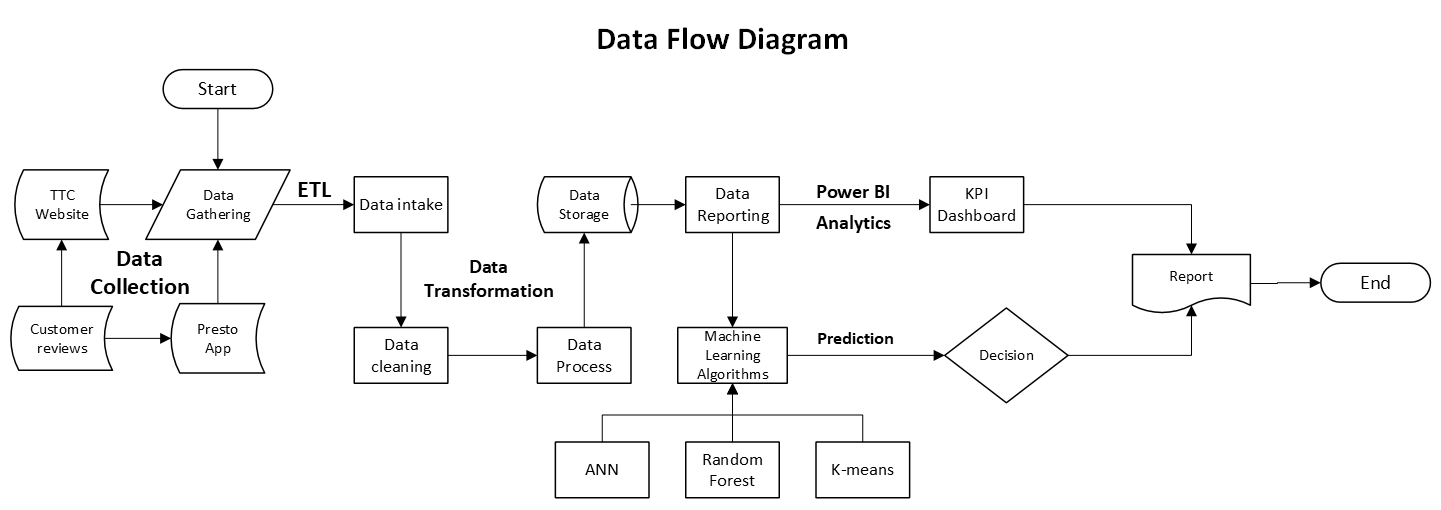 Data Flow Diagram
Start
TTC
Website
Data
Gathering
ETL
Data intake
Data
Storage
Data
Reporting
Power BI
Analytics
KPI
Dashboard
Data
Collection
Data
Transformation
Report
End
Customer
reviews
Presto
App
Data
cleaning
Data
Process
Machine
Learning
Algorithms
Prediction
Decision
ANN
Random
Forest
K-means